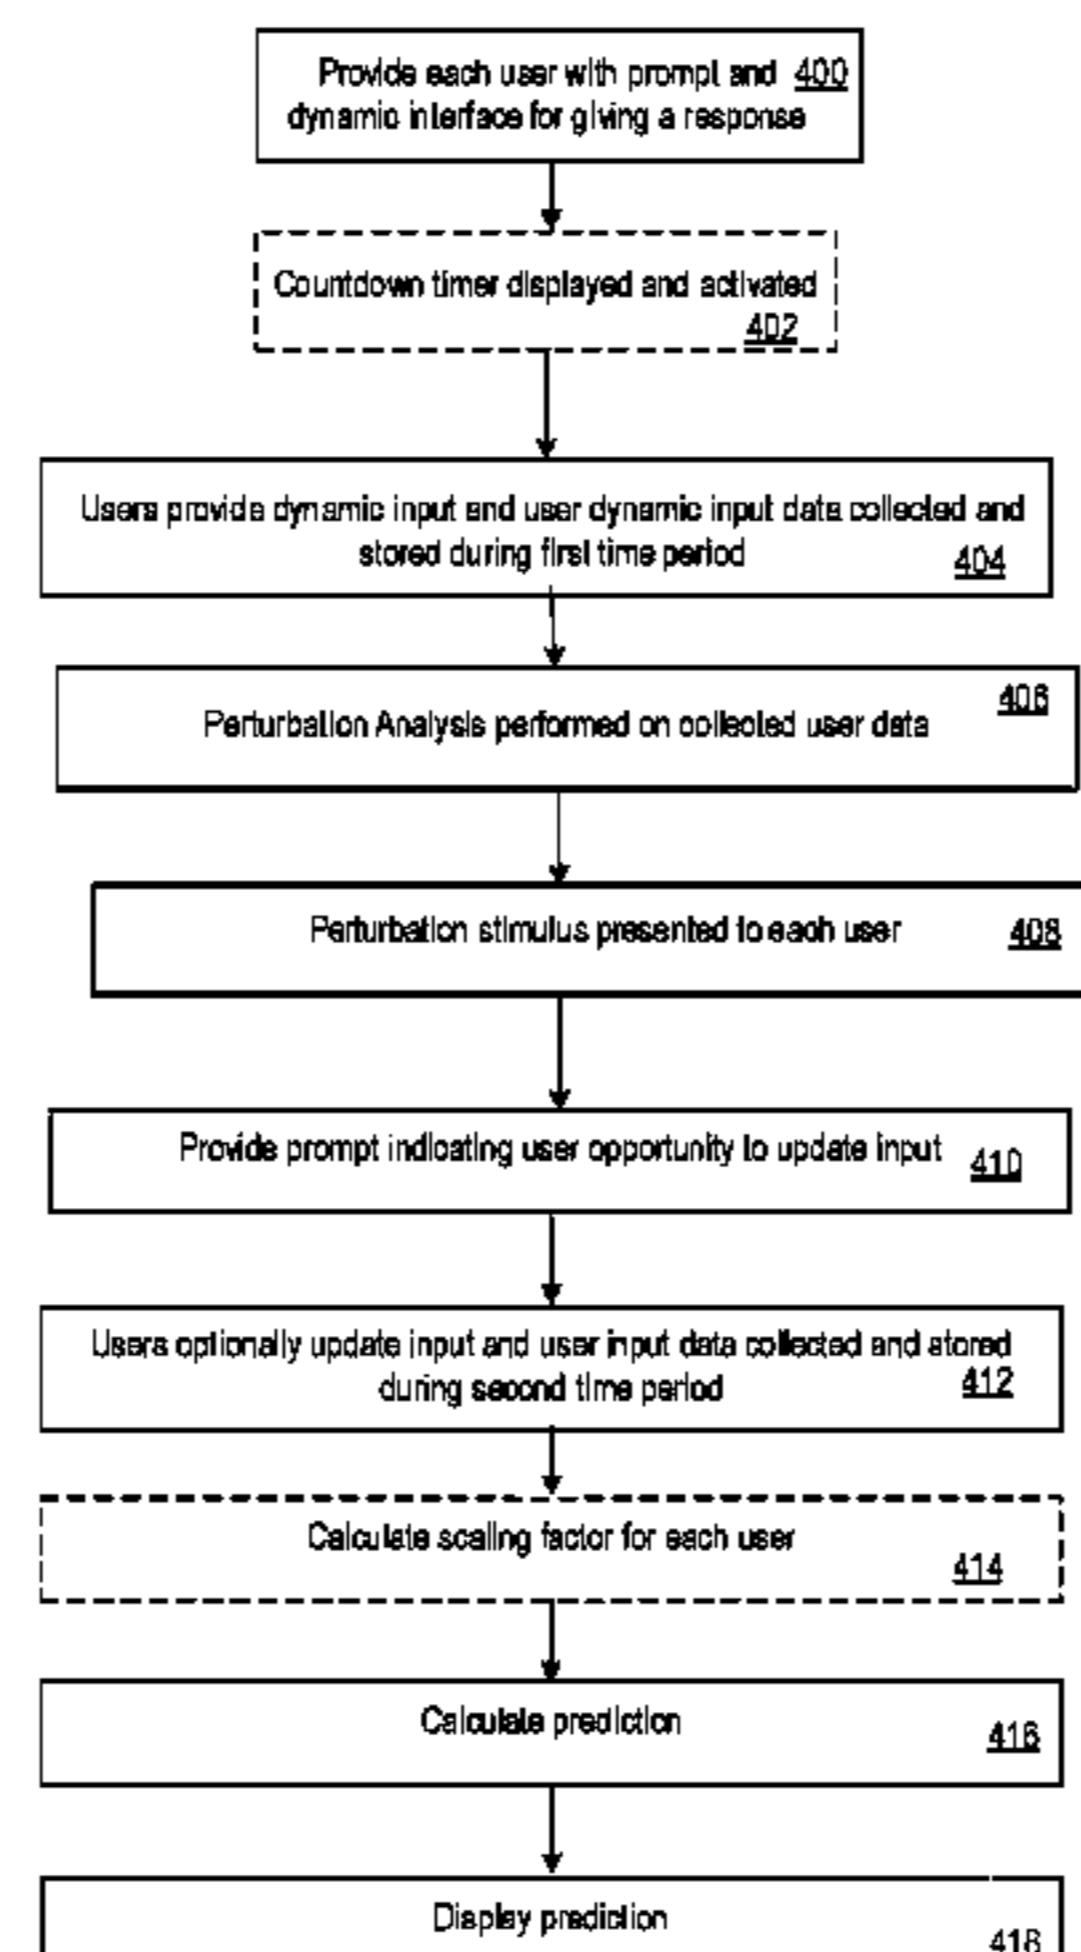 Provide each user with prompt and 400
dynamic interface for giving a response
Countdown timer displayed and activated
402
Users provide dynamic input and user dynamic input data collected and
stored during first time period 404
406
Perturbation Analysis performed on collected user data
Perturbation stimulus presented to each user 408
Provide prompt indicating user opportunity to update input 410
Users optionally update input and user input data collected and stored
during second time period 412
Calculate scaling factor for each user
414
Calculate prediction 416
Display prediction 418